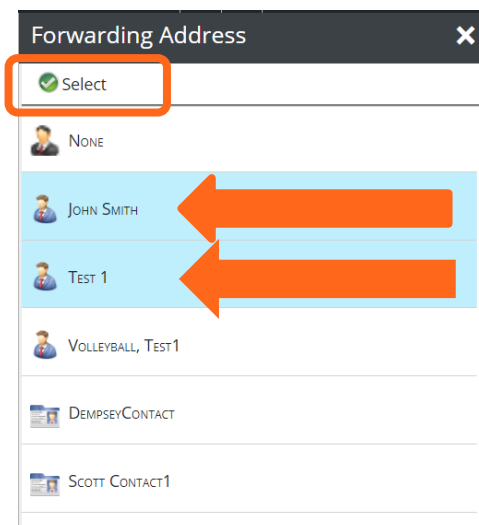 Forwarding Address
Select
None
John Smith
Test 1
Volleyball, Test1
DempseyContact
Scott Contact1